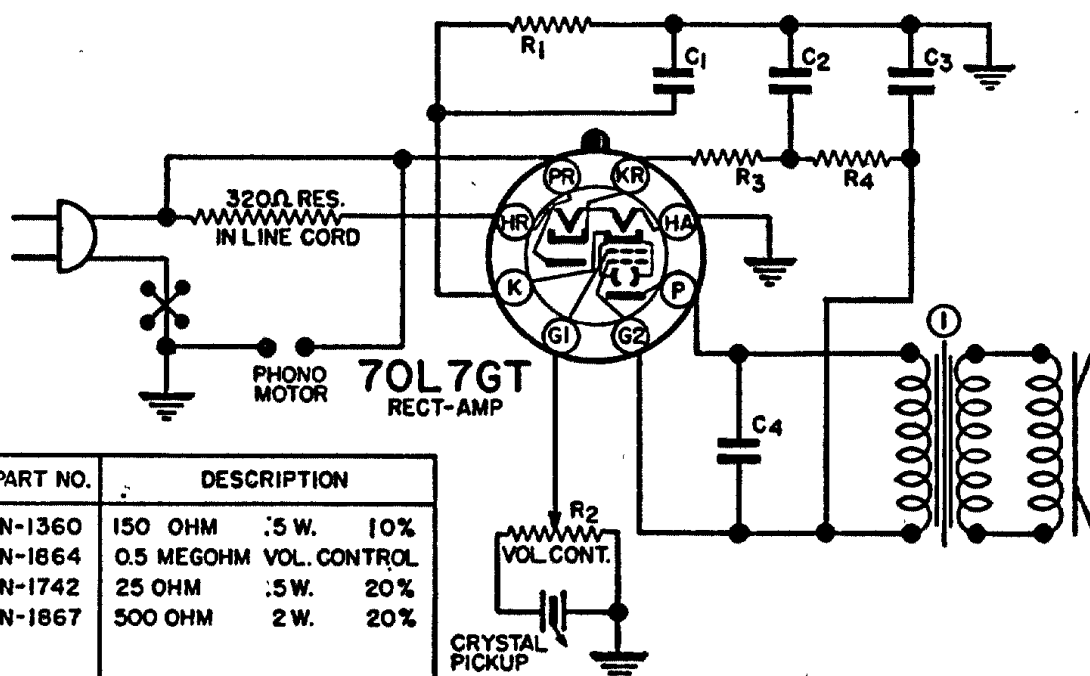 R1
C1
C2
C3
R3
R4
PR
KR
320Ω RES.
IN LINE CORD
HR
HA
K
P
G1
G2
1
PHONO
MOTOR
70L7GT
RECT-AMP
C4
R2
VOL.CONT.
CRYSTAL
PICKUP
PART NO. DESCRIPTION
N-1360 150 OHM .5 W. 10%
N-1864 0.5 MEGOHM VOL. CONTROL
N-1742 25 OHM .5W. 20%
N-1867 500 OHM 2 W. 20%